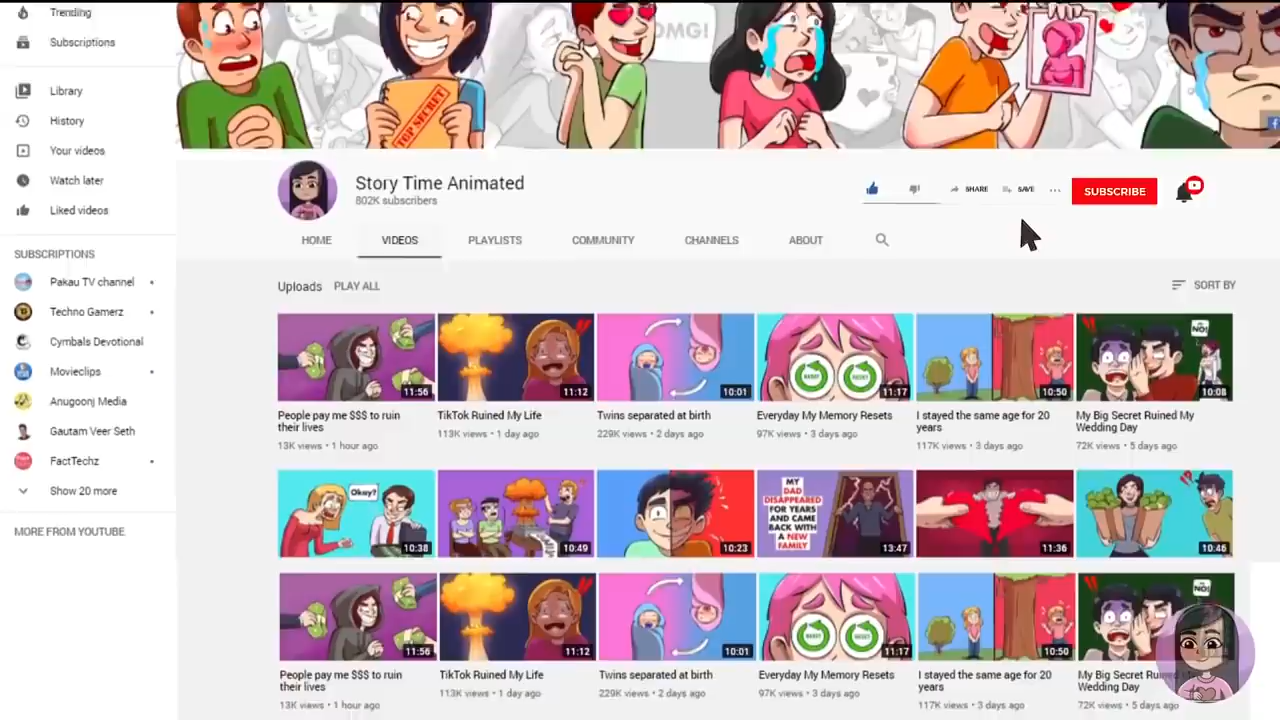 Trending
Subscriptions
Library
History
Your videos
Watch later
Liked videos
SUBSCRIPTIONS
Pakau TV channel
Techno Gamerz
Cymbals Devotional
Movieclips
Anugoonj Media
Gautam Veer Seth
FactTechz
Show 20 more
MORE FROM YOUTUBE
TOP SECRET
OMG!
Story Time Animated
802K subscribers
SHARE
SAVE
SUBSCRIBE
HOME
VIDEOS
PLAYLISTS
COMMUNITY
CHANNELS
ABOUT
Uploads PLAY ALL
SORT BY
11:56
11:12
10:01
RESET RESET
11:17
10:50
NO!
10:08
People pay me $$$ to ruin
their lives
13K views • 1 hour ago
TikTok Ruined My Life
113K views • 1 day ago
Twins separated at birth
229K views • 2 days ago
Everyday My Memory Resets
97K views • 3 days ago
I stayed the same age for 20
years
117K views • 3 days ago
My Big Secret Ruined My
Wedding Day
72K views • 5 days ago
Okay?
10:38
10:49
10:23
MY
DAD
DISAPPEARED
FOR YEARS
AND CAME
BACK WITH
A NEW
FAMILY
13:47
11:36
10:46
11:56
11:12
10:01
RESET RESET
11:17
10:50
NO!
People pay me $$$ to ruin
their lives
13K views • 1 hour ago
TikTok Ruined My Life
113K views • 1 day ago
Twins separated at birth
229K views • 2 days ago
Everyday My Memory Resets
97K views • 3 days ago
I stayed the same age for 20
years
117K views • 3 days ago
My Big Secret
Wedding Day
72K views • 5 days ago